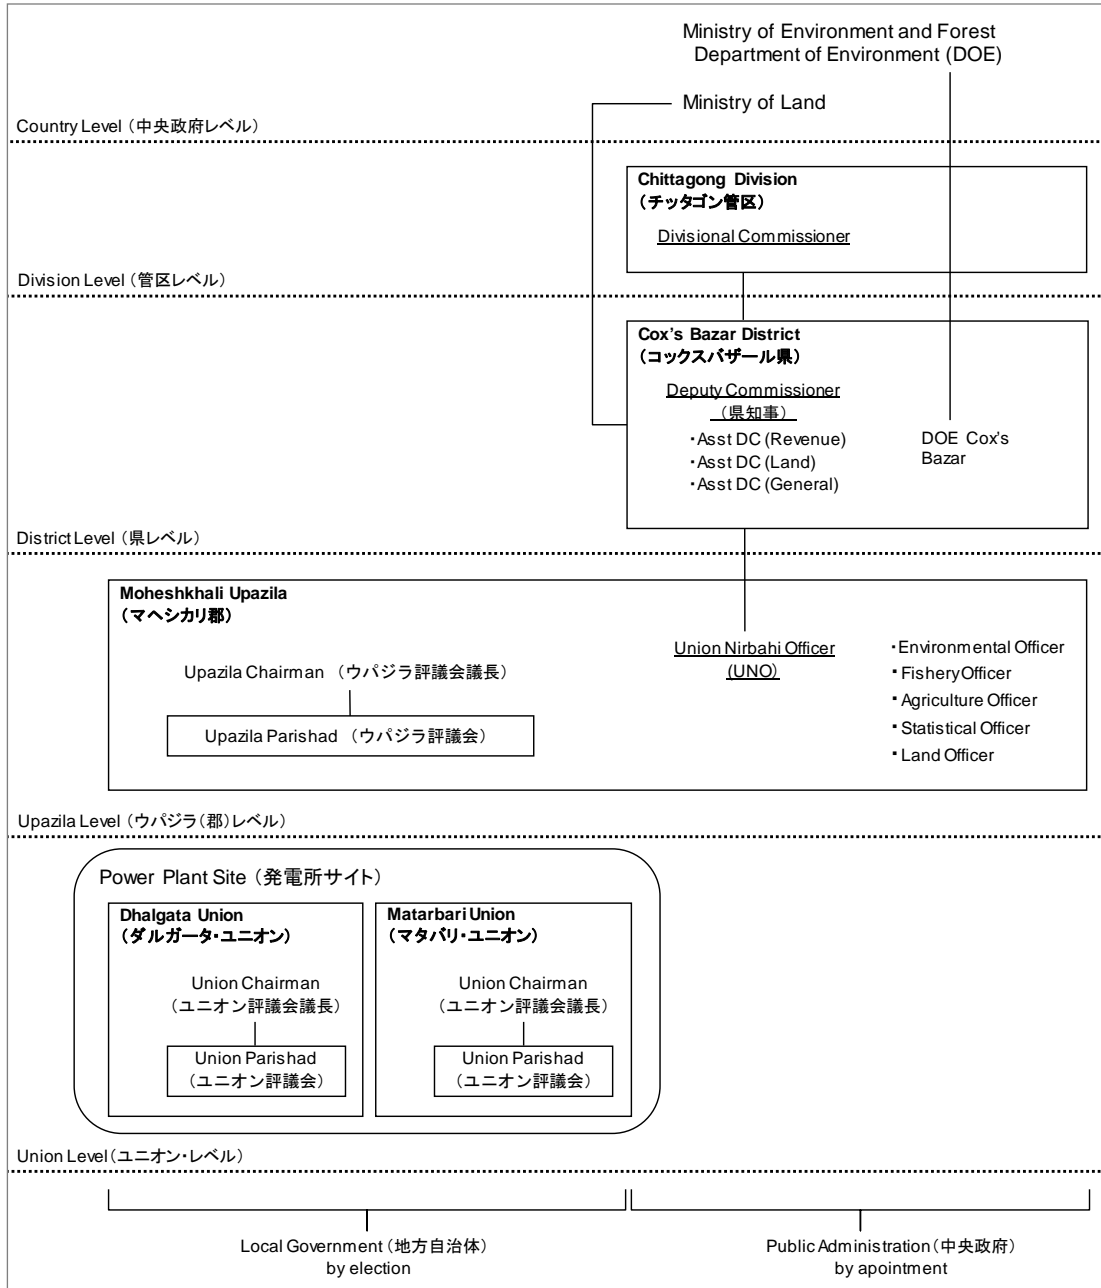 Ministry of Environment and Forest
Department of Environment (DOE)
Ministry of Land
Country Level （中央政府レベル）
Chittagong Division
（チッタゴン管区）
Divisional Commissioner
Division Level （管区レベル）
Cox's Bazar District
（コックスバザール県）
Deputy Commissioner
（県知事）
・Asst DC (Revenue)
・Asst DC (Land)
・Asst DC (General)
DOE Cox's
Bazar
District Level （県レベル）
Moheshkhali Upazila
（マヘシカリ郡）
Upazila Chairman （ウパジラ評議会議長）
Upazila Parishad （ウパジラ評議会）
Union Nirbahi Officer
(UNO)
・Environmental Officer
・Fishery Officer
・Agriculture Officer
・Statistical Officer
・Land Officer
Upazila Level （ウパジラ（郡）レベル）
Power Plant Site （発電所サイト）
Dhalgata Union
（ダルガータ・ユニオン）
Union Chairman
（ユニオン評議会議長）
Union Parishad
（ユニオン評議会）
Matarbari Union
（マタバリ・ユニオン）
Union Chairman
（ユニオン評議会議長）
Union Parishad
（ユニオン評議会）
Union Level （ユニオン・レベル）
Local Government （地方自治体）
by election
Public Administration （中央政府）
by apointment